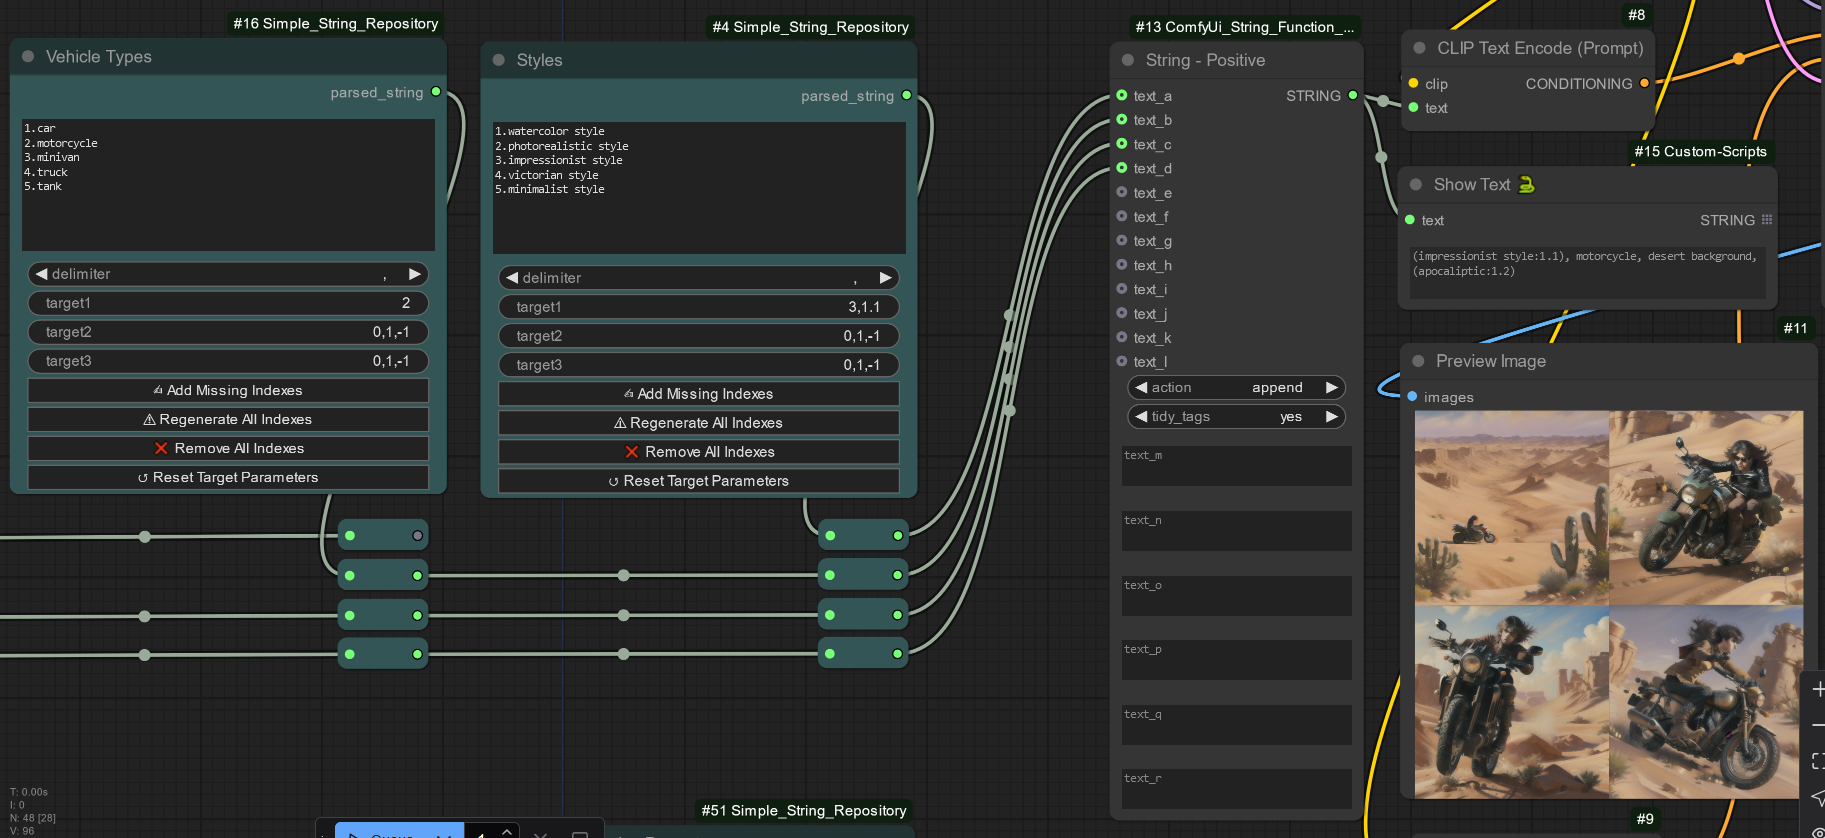 #16 Simple_String_Repository
Vehicle Types
parsed_string
1.car
2.motorcycle
3.minivan
4.truck
5.tank
delimiter ,
target1 2
target2 0,1,-1
target3 0,1,-1
Add Missing Indexes
Regenerate All Indexes
Remove All Indexes
Reset Target Parameters
#4 Simple_String_Repository
Styles
parsed_string
1.watercolor style
2.photorealistic style
3.impressionist style
4.victorian style
5.minimalist style
delimiter ,
target1 3,1.1
target2 0,1,-1
target3 0,1,-1
Add Missing Indexes
Regenerate All Indexes
Remove All Indexes
Reset Target Parameters
#13 ComfyUi_String_Function_...
String - Positive
text_a STRING
text_b
text_c
text_d
text_e
text_f
text_g
text_h
text_i
text_j
text_k
text_l
action append
tidy_tags yes
text_m
text_n
text_o
text_p
text_q
text_r
#8
CLIP Text Encode (Prompt)
clip CONDITIONING
text
#15 Custom-Scripts
Show Text
text STRING
(impressionist style:1.1), motorcycle, desert background,
(apocaliptic:1.2)
#11
Preview Image
images
#9
#51 Simple_String_Repository
T: 0.00s
I: 0
N: 48 [28]
V: 96